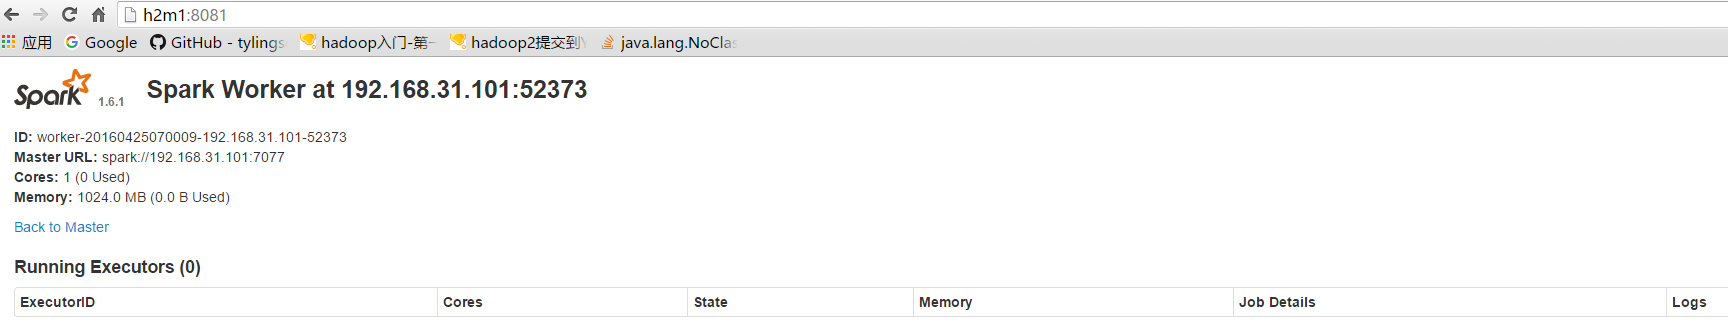 h2m1:8081
应用 Google GitHub - tylings hadoop入门-第一 hadoop2提交到Y java.lang.NoClas
Spark 1.6.1 Spark Worker at 192.168.31.101:52373
ID: worker-20160425070009-192.168.31.101-52373
Master URL: spark://192.168.31.101:7077
Cores: 1 (0 Used)
Memory: 1024.0 MB (0.0 B Used)
Back to Master
Running Executors (0)
ExecutorID Cores State Memory Job Details Logs